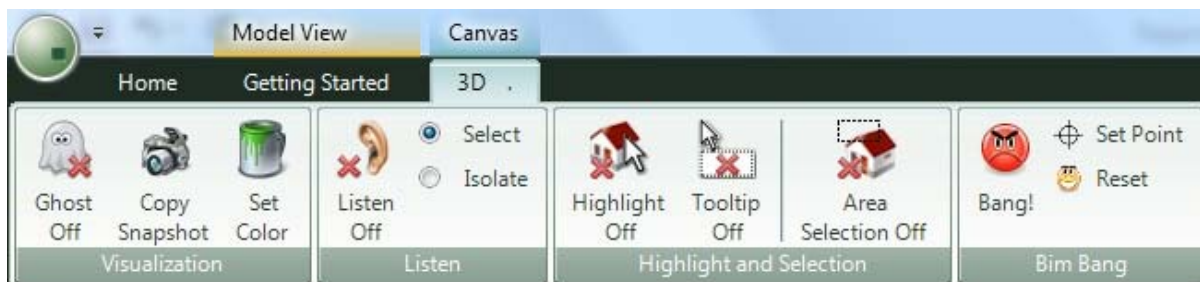 Model View Canvas
Home Getting Started 3D .
Ghost Off
Copy Snapshot
Set Color
Visualization
Listen Off
Select
Isolate
Listen
Highlight Off
Tooltip Off
Area Selection Off
Highlight and Selection
Bang!
Set Point
Reset
Bim Bang